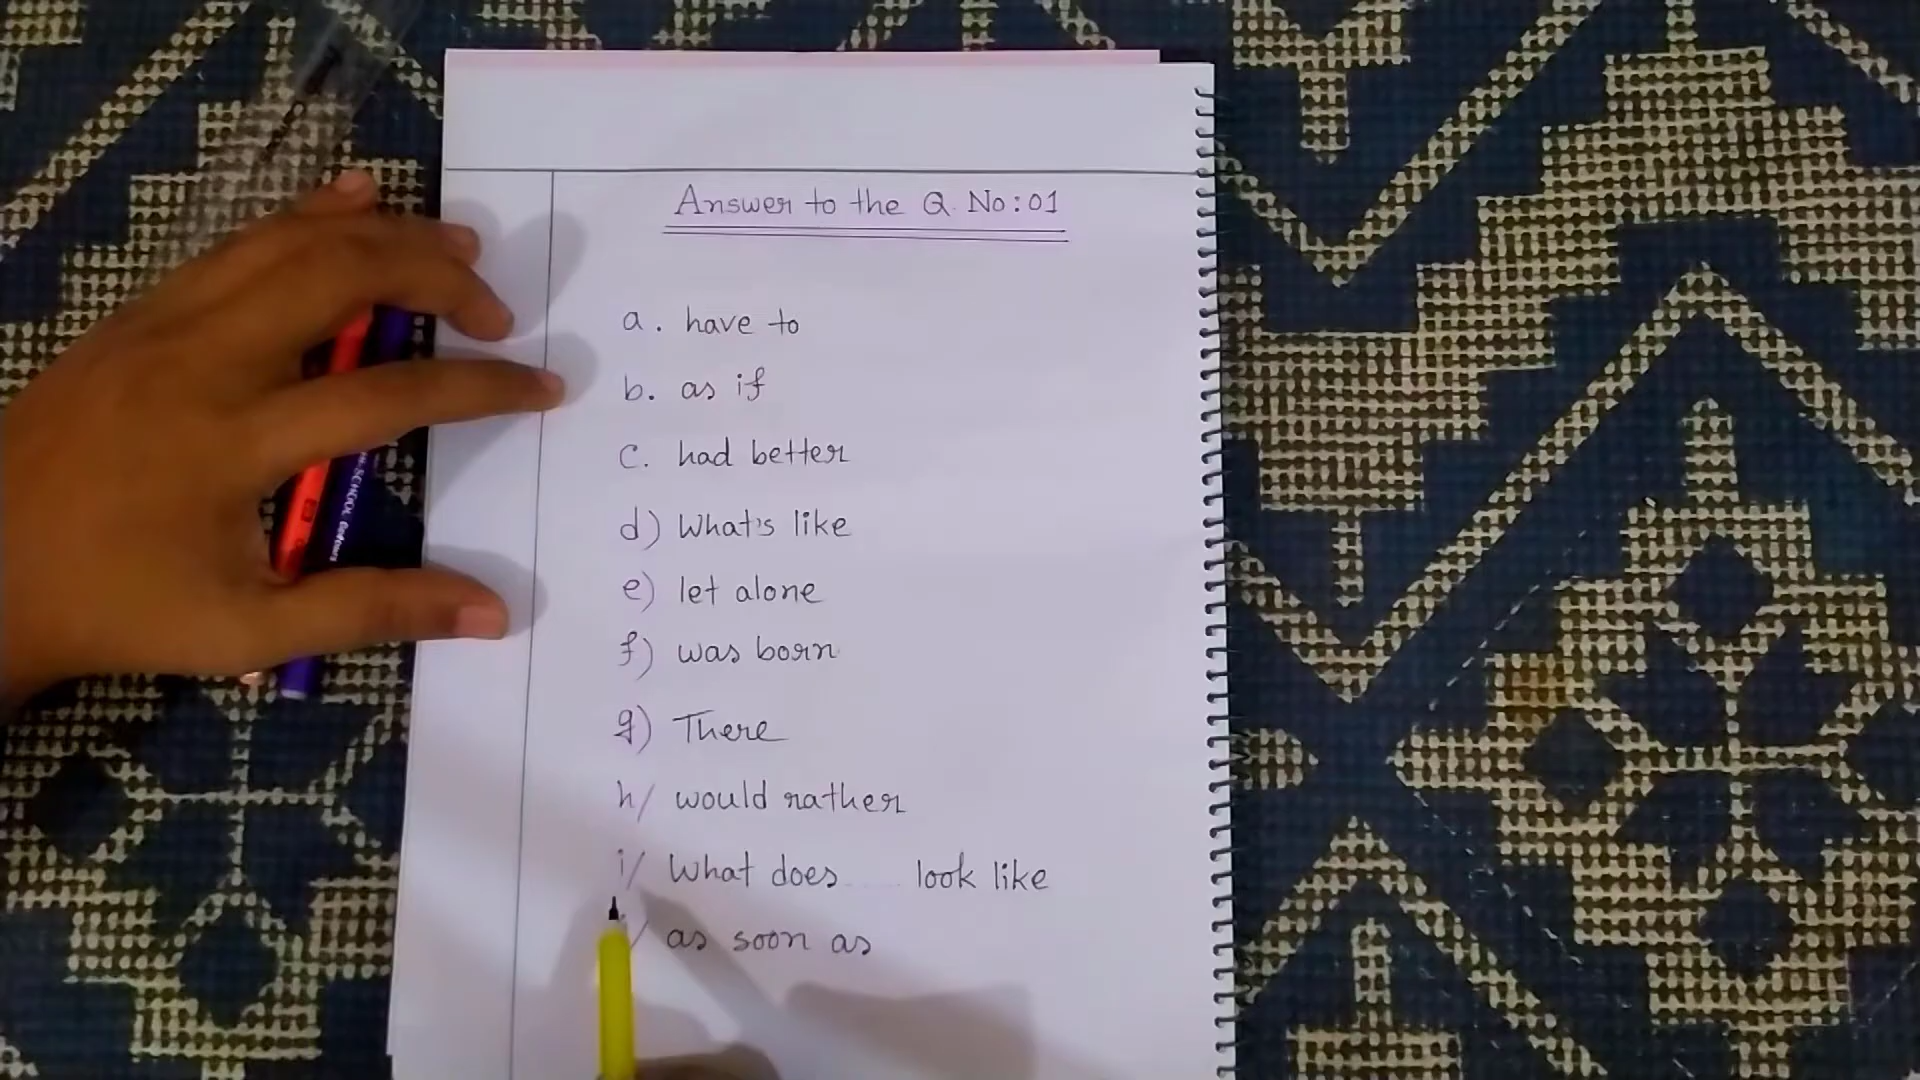 Answer to the Q. No: 01
a. have to
b. as if
c. had better
d) What's like
e) let alone
f) was born
g) There
h/ would rather
i/ What does look like
/ as soon as